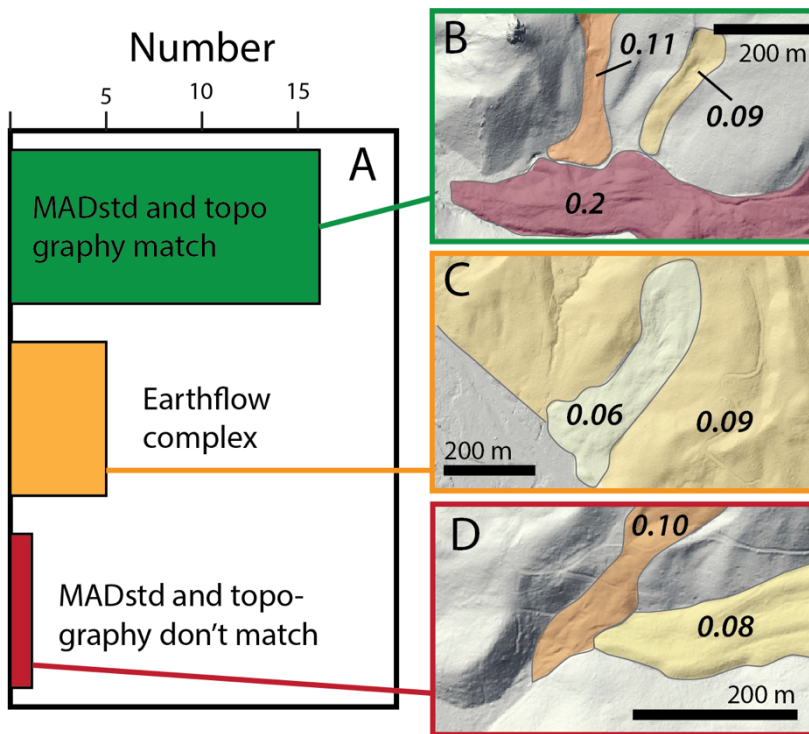 Number
5 10 15
A
MADstd and topo
graphy match
Earthflow
complex
MADstd and topo-
graphy don't match
B
200 m
0.11
0.09
0.2
C
0.06
0.09
200 m
D
0.10
0.08
200 m